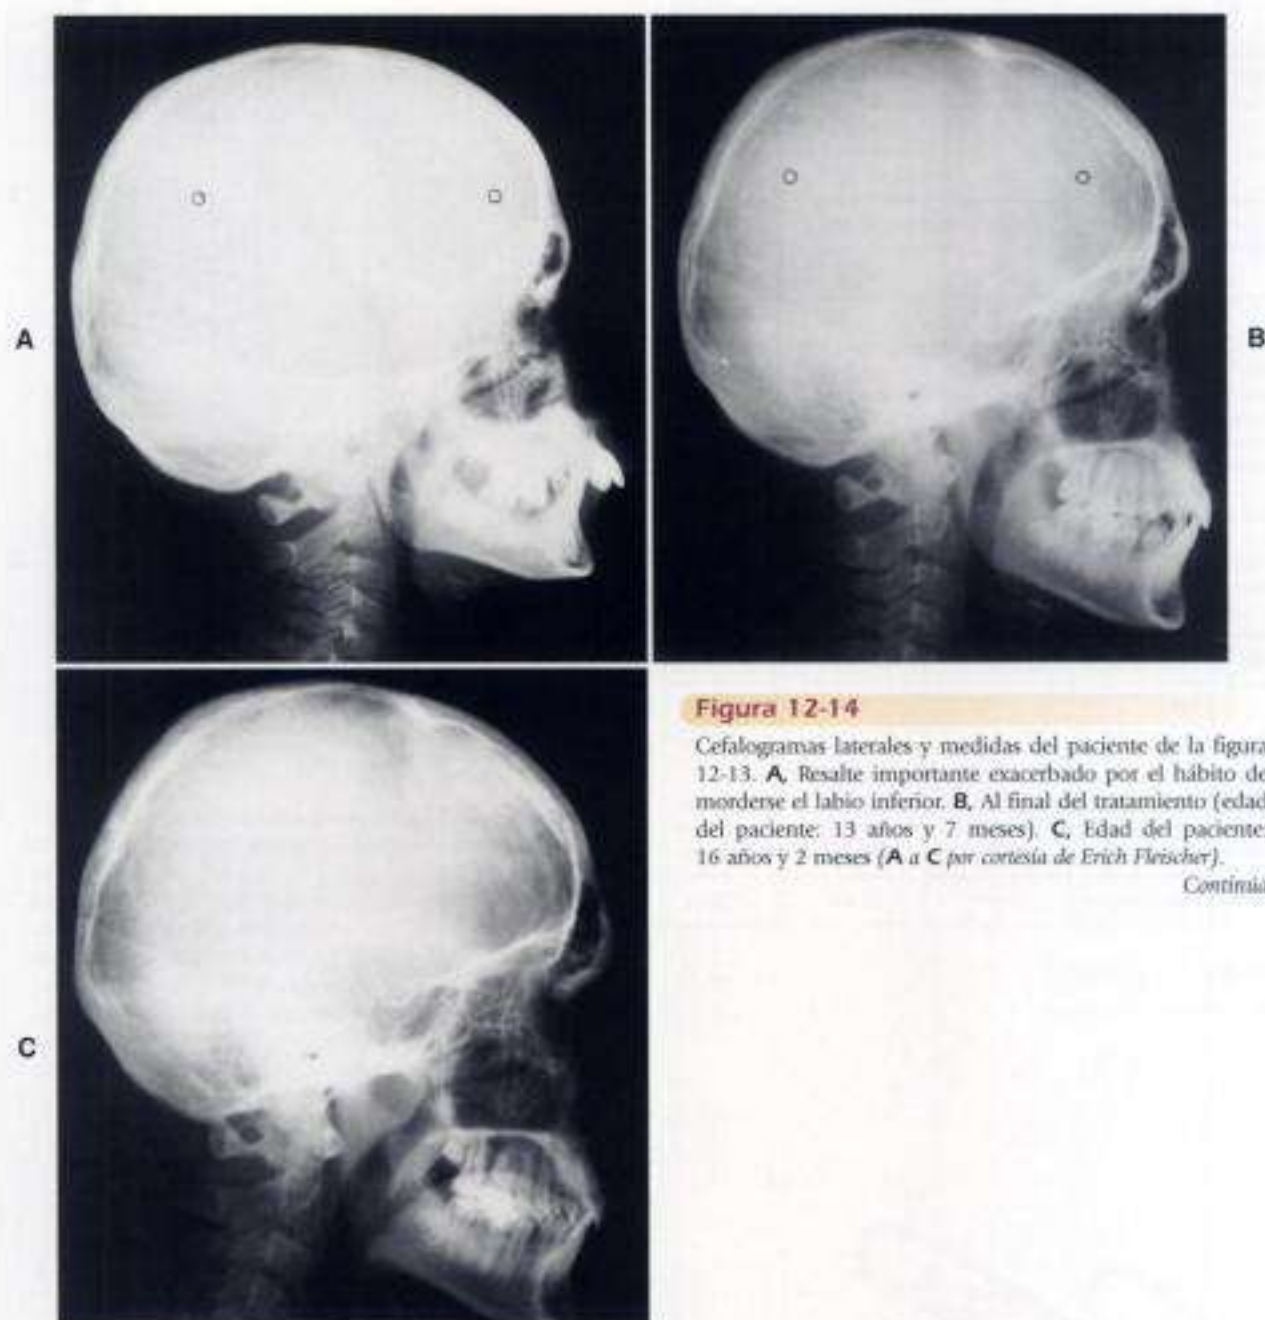 A
B
C
Figura 12-14
Cefalogramas laterales y medidas del paciente de la figura
12-13. A, Resalte importante exacerbado por el hábito de
morderse el labio inferior. B, Al final del tratamiento (edad
del paciente: 13 años y 7 meses). C, Edad del paciente:
16 años y 2 meses (A a C por cortesía de Erich Fleischer).
Continúa